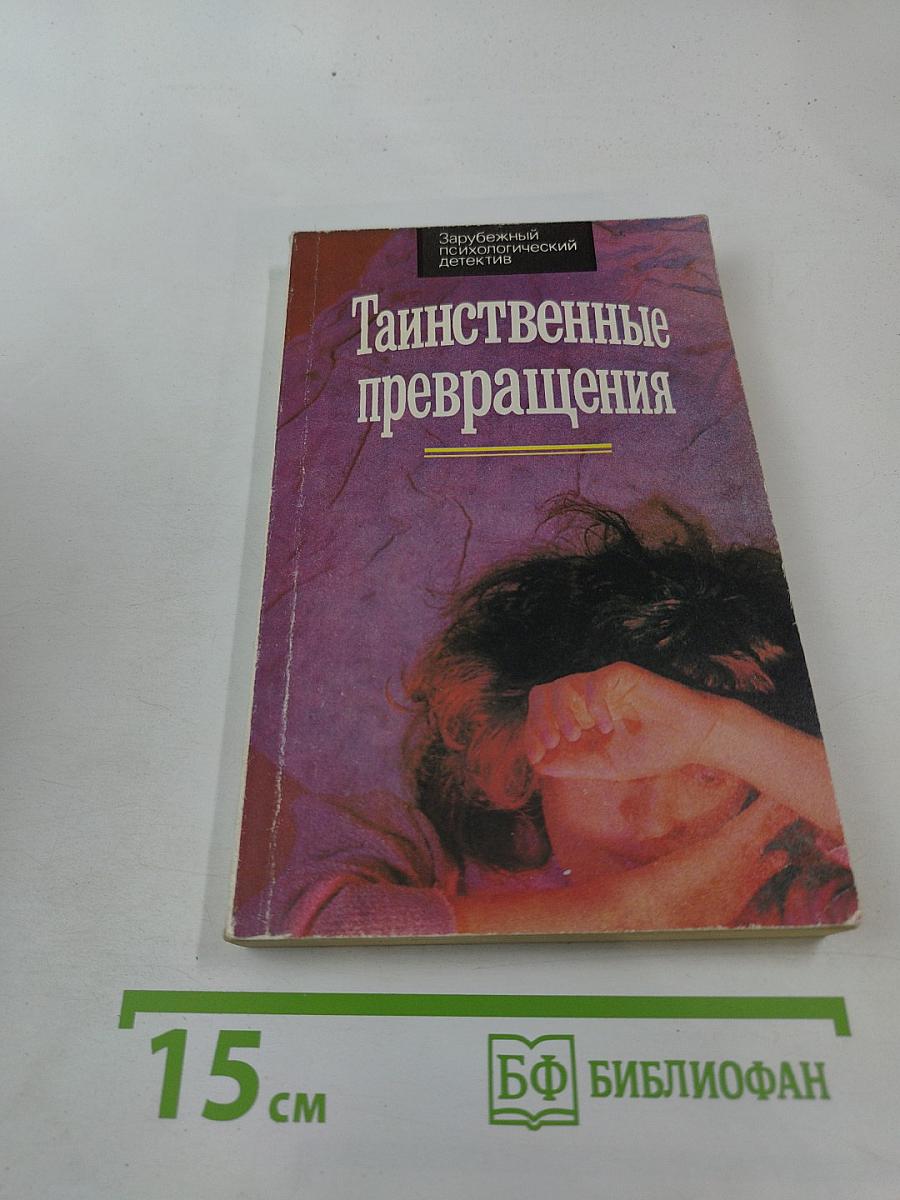 Зарубежный
психологический
детектив
Таинственные
превращения
15 см
БФ БИБЛИОФАН